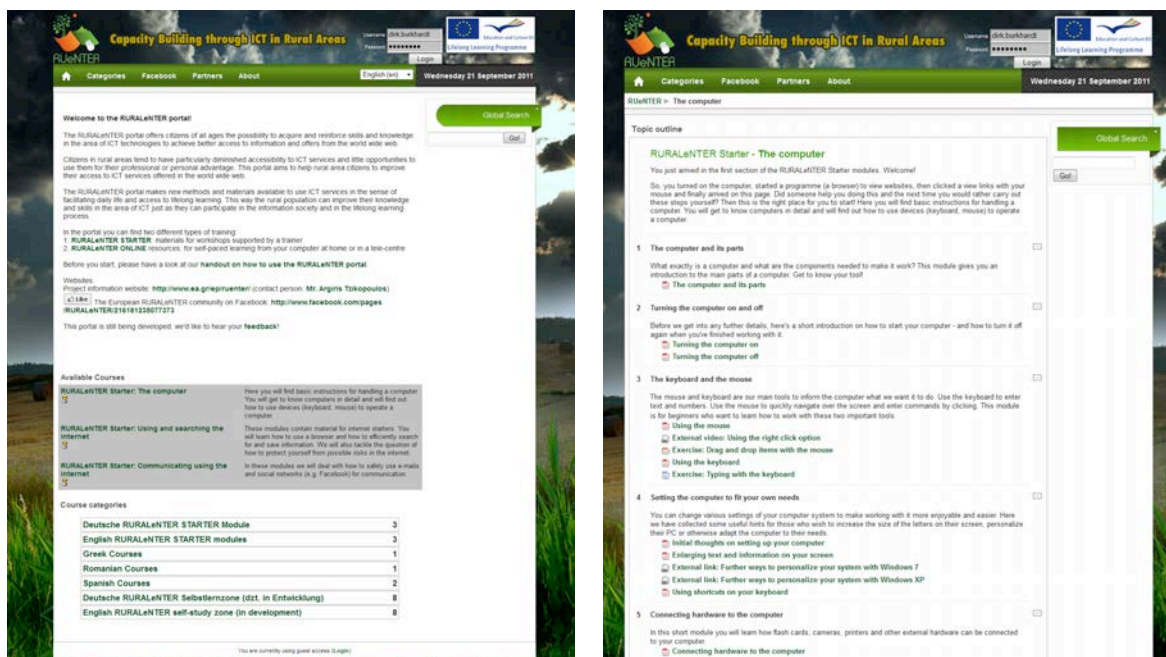 Capacity Building through ICT in Rural Areas
Username dirk.burkhardt
Password
Login
Education and Culture
Lifelong Learning Programme
RUeNTER
Categories Facebook Partners About English (en) Wednesday 21 September 2011
Global Search
Go!
Welcome to the RURALeNTER portal!
The RURALeNTER portal offers citizens of all ages the possibility to acquire and reinforce skills and knowledge
in the area of ICT technologies to achieve better access to information and offers from the world wide web.
Citizens in rural areas tend to have particularly diminished accessibility to ICT services and little opportunities to
use them for their professional or personal advantage. This portal aims to help rural area citizens to improve
their access to ICT services offered in the world wide web.
The RURALeNTER portal makes new methods and materials available to use ICT services in the sense of
facilitating daily life and access to lifelong learning. This way the rural population can improve their knowledge
and skills in the area of ICT just as they can participate in the information society and in the lifelong learning
process.
In the portal you can find two different types of training:
1. RURALeNTER STARTER: materials for workshops supported by a trainer
2. RURALeNTER ONLINE resources: for self-paced learning from your computer at home or in a tele-centre
Before you start, please have a look at our handout on how to use the RURALeNTER portal.
Websites:
Project information website: http://www.ea.gr/ep/ruenter/ (contact person: Mr. Argiris Tzikopoulos)
Like The European RURALeNTER community on Facebook: http://www.facebook.com/pages
/RURALeNTER/216181235077373
This portal is still being developed, we'd like to hear your feedback!
Available Courses
RURALeNTER Starter: The computer
Here you will find basic instructions for handling a computer.
You will get to know computers in detail and will find out
how to use devices (keyboard, mouse) to operate a
computer.
RURALeNTER Starter: Using and searching the
internet
These modules contain material for internet starters. You
will learn how to use a browser and how to efficiently search
for and save information. We will also tackle the question of
how to protect yourself from possible risks in the internet.
RURALeNTER Starter: Communicating using the
internet
In these modules we will deal with how to safely use e-mails
and social networks (e.g. Facebook) for communication.
Course categories
Deutsche RURALeNTER STARTER Module 3
English RURALeNTER STARTER modules 3
Greek Courses 1
Romanian Courses 1
Spanish Courses 2
Deutsche RURALeNTER Selbstlernzone (dzt. in Entwicklung) 8
English RURALeNTER self-study zone (in development) 8
You are currently using guest access (Login)
Capacity Building through ICT in Rural Areas
Username dirk.burkhardt
Password
Login
Education and Culture
Lifelong Learning Programme
RUeNTER
Categories Facebook Partners About Wednesday 21 September 2011
RUeNTER ► The computer
Global Search
Go!
Topic outline
RURALeNTER Starter - The computer
You just arrived in the first section of the RURALeNTER Starter modules. Welcome!
So, you turned on the computer, started a programme (a browser) to view websites, then clicked a view links with your
mouse and finally arrived on this page. Did someone help you doing this and the next time you would rather carry out
these steps yourself? Then this is the right place for you to start! Here you will find basic instructions for handling a
computer. You will get to know computers in detail and will find out how to use devices (keyboard, mouse) to operate
a computer.
1 The computer and its parts
What exactly is a computer and what are the components needed to make it work? This module gives you an
introduction to the main parts of a computer. Get to know your tool!
The computer and its parts
2 Turning the computer on and off
Before we get into any further details, here's a short introduction on how to start your computer - and how to turn it off
again when you've finished working with it.
Turning the computer on
Turning the computer off
3 The keyboard and the mouse
The mouse and keyboard are our main tools to inform the computer what we want it to do. Use the keyboard to enter
text and numbers. Use the mouse to quickly navigate over the screen and enter commands by clicking. This module
is for beginners who want to learn how to work with these two important tools.
Using the mouse
External video: Using the right click option
Exercise: Drag and drop items with the mouse
Using the keyboard
Exercise: Typing with the keyboard
4 Setting the computer to fit your own needs
You can change various settings of your computer system to make working with it more enjoyable and easier. Here
we have collected some useful hints for those who wish to increase the size of the letters on their screen, personalize
their PC or otherwise adapt the computer to their needs.
Initial thoughts on setting up your computer
Enlarging text and information on your screen
External link: Further ways to personalize your system with Windows 7
External link: Further ways to personalize your system with Windows XP
Using shortcuts on your keyboard
5 Connecting hardware to the computer
In this short module you will learn how flash cards, cameras, printers and other external hardware can be connected
to your computer.
Connecting hardware to the computer